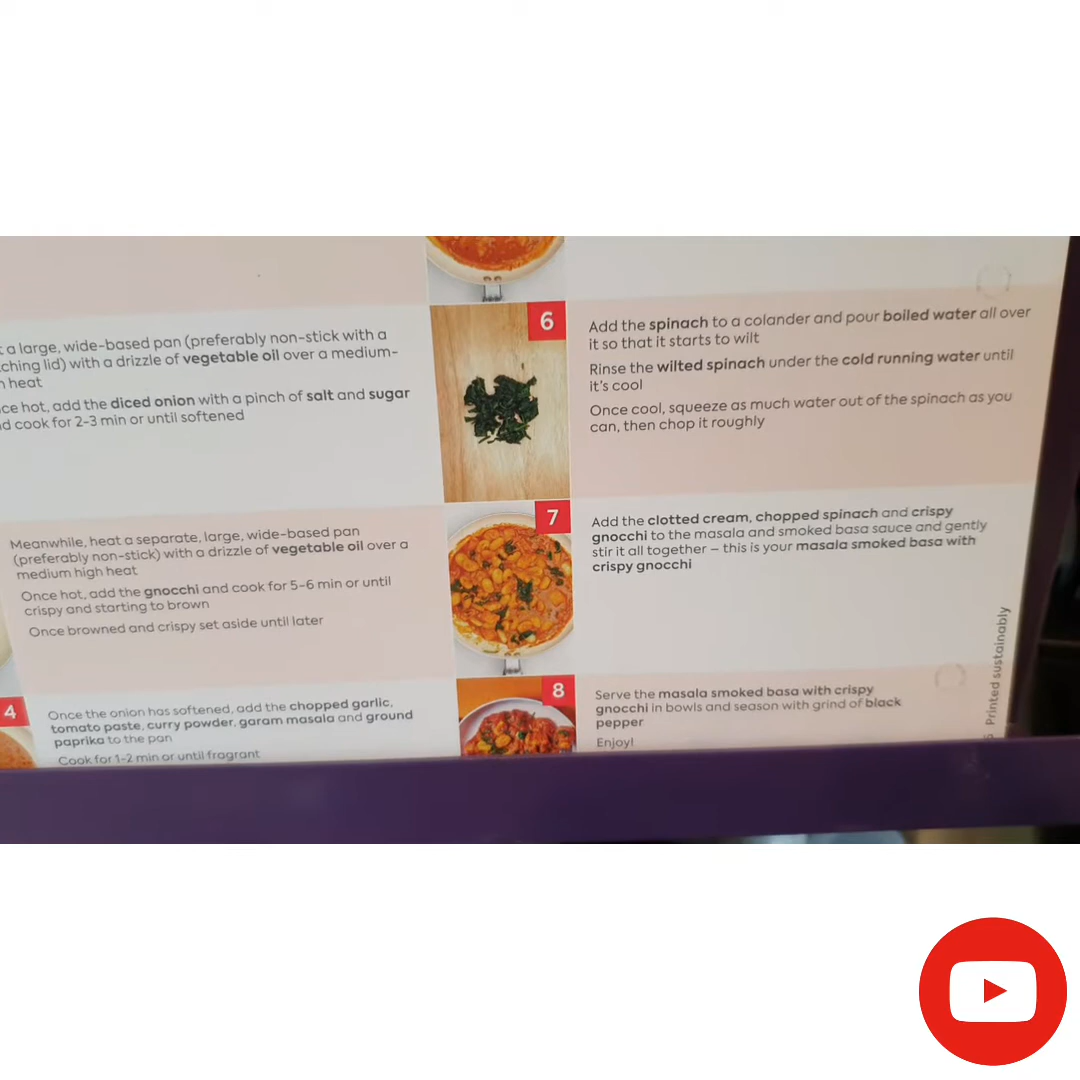 a large, wide-based pan (preferably non-stick with a
ching lid) with a drizzle of vegetable oil over a medium-
heat
ce hot, add the diced onion with a pinch of salt and sugar
d cook for 2-3 min or until softened
Meanwhile, heat a separate, large, wide-based pan
(preferably non-stick) with a drizzle of vegetable oil over a
medium high heat
Once hot, add the gnocchi and cook for 5-6 min or until
crispy and starting to brown
Once browned and crispy set aside until later
4
Once the onion has softened, add the chopped garlic,
tomato paste, curry powder, garam masala and ground
paprika to the pan
Cook for 1-2 min or until fragrant
6
Add the spinach to a colander and pour boiled water all over
it so that it starts to wilt
Rinse the wilted spinach under the cold running water until
it's cool
Once cool, squeeze as much water out of the spinach as you
can, then chop it roughly
7
Add the clotted cream, chopped spinach and crispy
gnocchi to the masala and smoked basa sauce and gently
stir it all together – this is your masala smoked basa with
crispy gnocchi
8
Serve the masala smoked basa with crispy
gnocchi in bowls and season with grind of black
pepper
Enjoy!
Printed sustainably